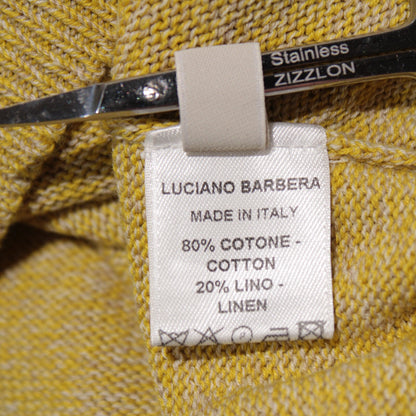 Stainless
ZIZZLON
LUCIANO BARBERA
MADE IN ITALY
80% COTONE -
COTTON
20% LINO -
LINEN